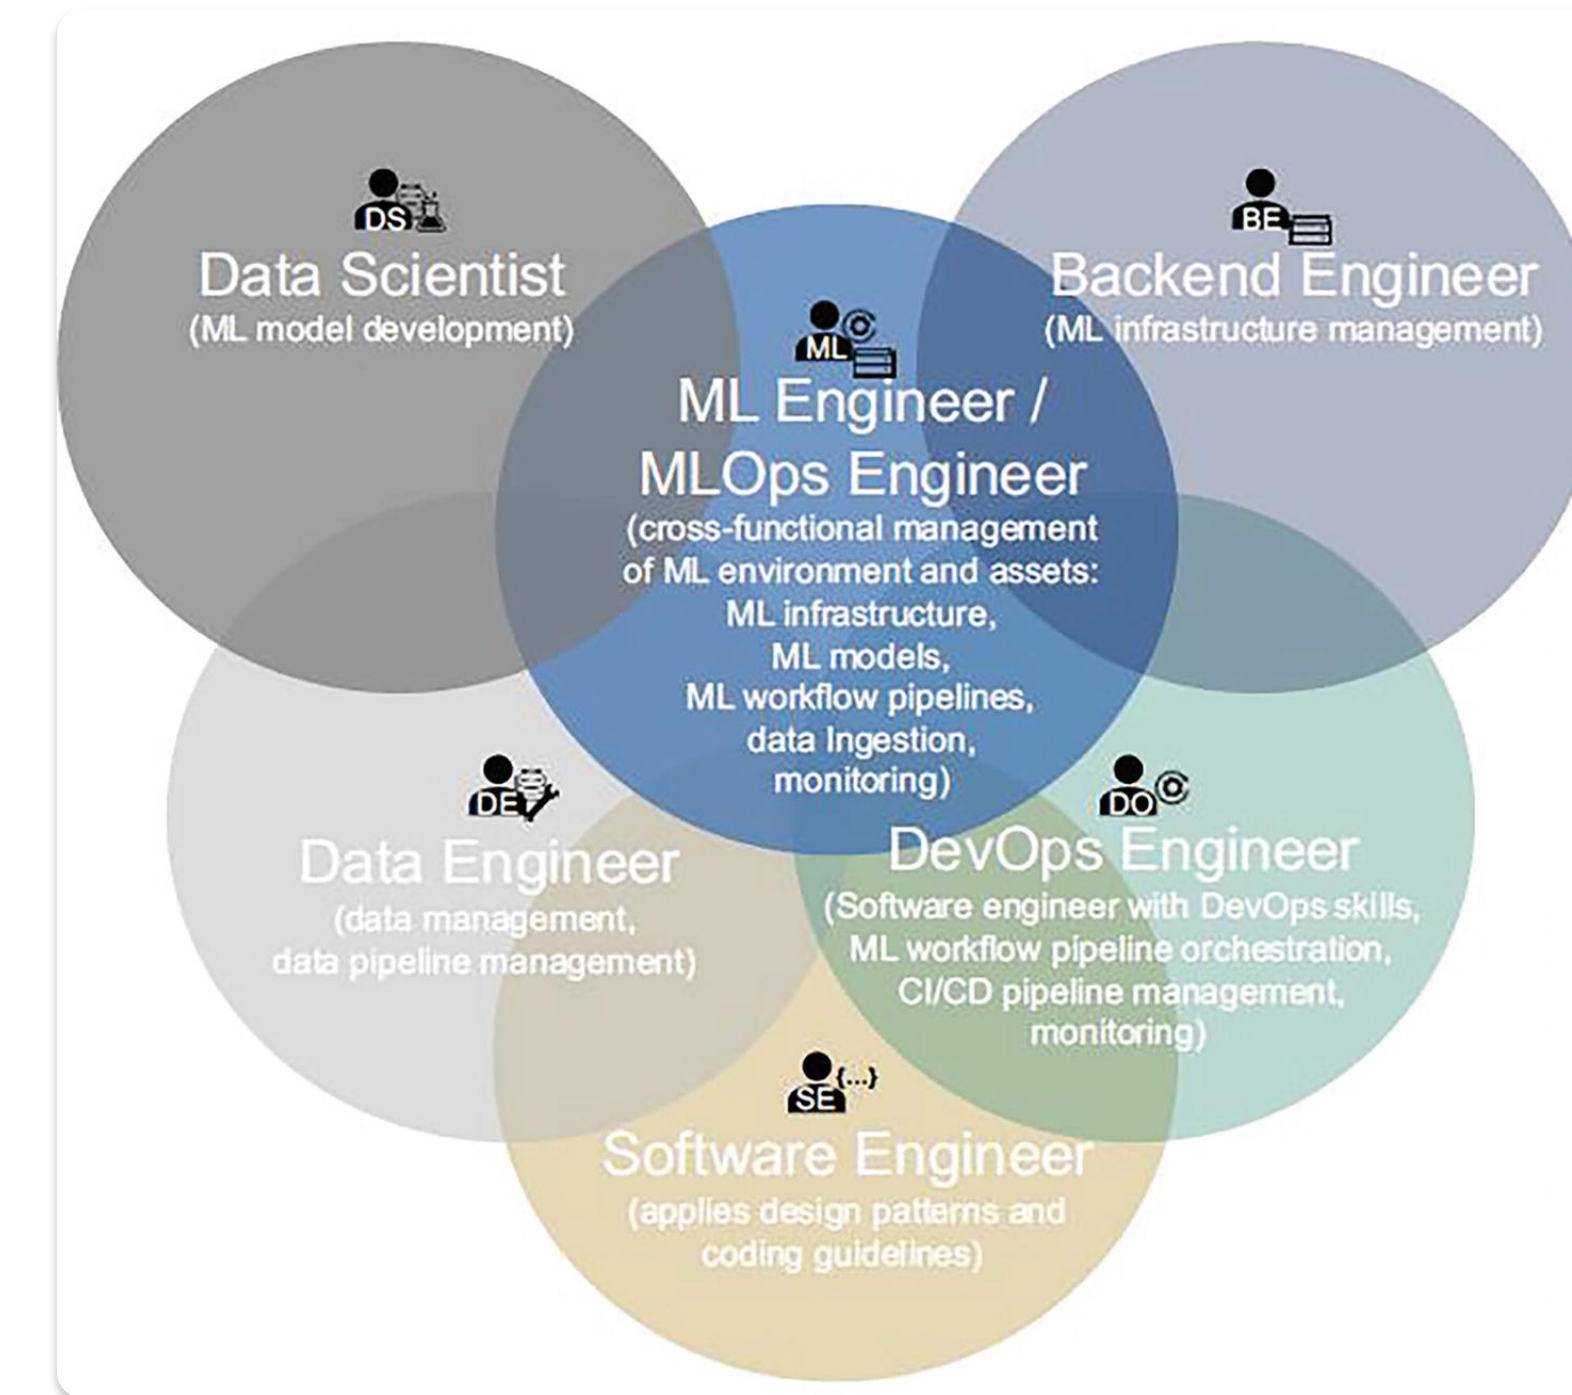 DS
Data Scientist
(ML model development)
BE
Backend Engineer
(ML infrastructure management)
ML
ML Engineer /
MLOps Engineer
(cross-functional management
of ML environment and assets:
ML infrastructure,
ML models,
ML workflow pipelines,
data Ingestion,
monitoring)
DE
Data Engineer
(data management,
data pipeline management)
DO
DevOps Engineer
(Software engineer with DevOps skills,
ML workflow pipeline orchestration,
CI/CD pipeline management,
monitoring)
SE {...}
Software Engineer
(applies design patterns and
coding guidelines)